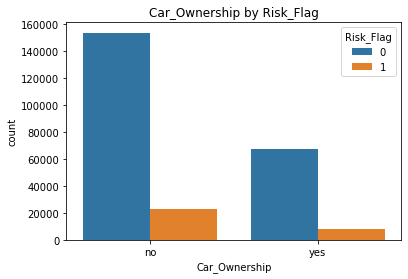 Car_Ownership by Risk_Flag
Risk_Flag
0
1
160000
140000
120000
100000
80000
60000
40000
20000
0
count
no yes
Car_Ownership